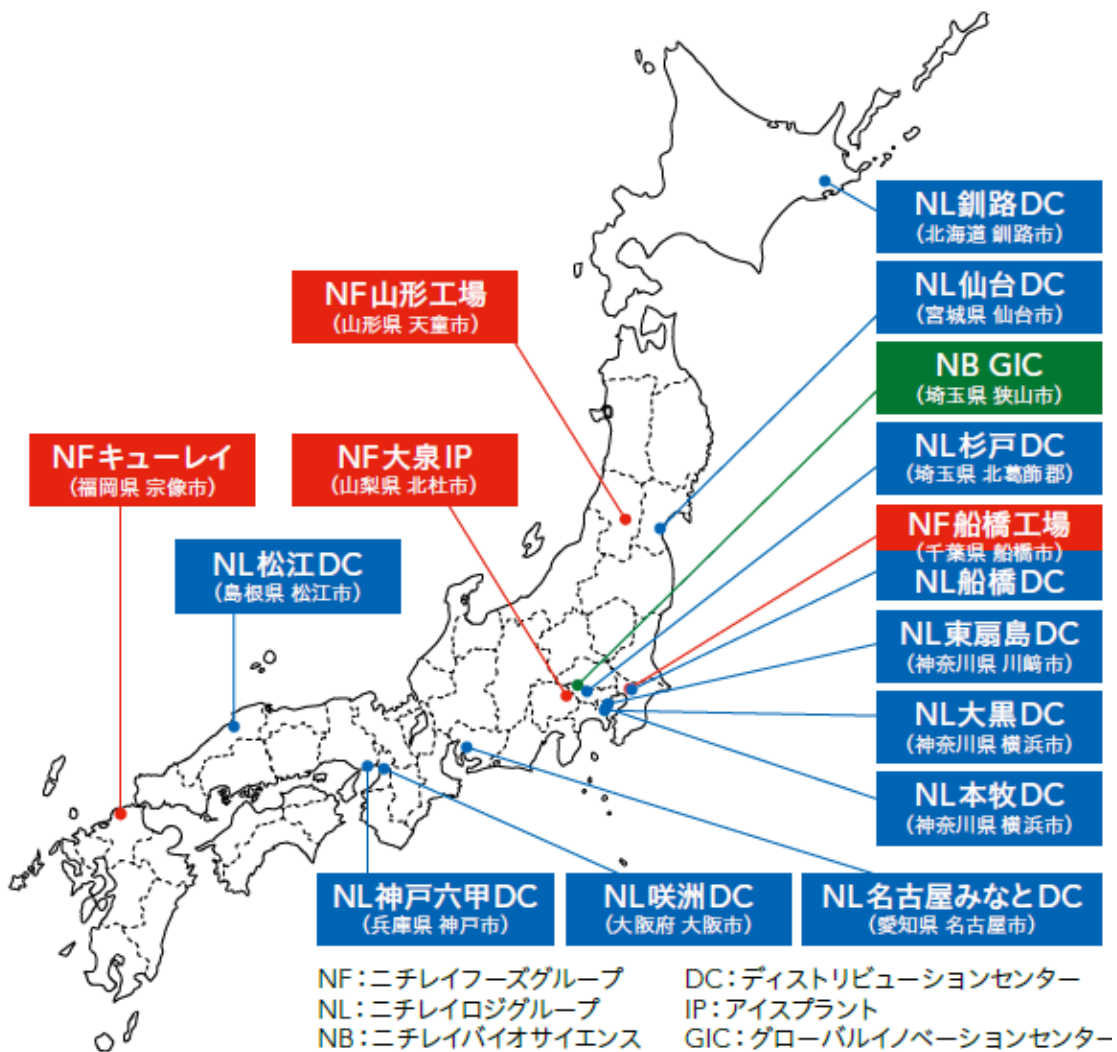 NL釧路DC
(北海道 釧路市)
NL仙台DC
(宮城県 仙台市)
NF山形工場
(山形県 天童市)
NB GIC
(埼玉県 狭山市)
NFキューレイ
(福岡県 宗像市)
NF大泉IP
(山梨県 北杜市)
NL杉戸DC
(埼玉県 北葛飾郡)
NF船橋工場
(千葉県 船橋市)
NL船橋DC
NL松江DC
(島根県 松江市)
NL東扇島DC
(神奈川県 川﨑市)
NL大黒DC
(神奈川県 横浜市)
NL本牧DC
(神奈川県 横浜市)
NL神戸六甲DC
(兵庫県 神戸市)
NL咲洲DC
(大阪府 大阪市)
NL名古屋みなとDC
(愛知県 名古屋市)
NF：ニチレイフーズグループ
NL：ニチレイロジグループ
NB：ニチレイバイオサイエンス
DC：ディストリビューションセンター
IP：アイスプラント
GIC：グローバルイノベーションセンター